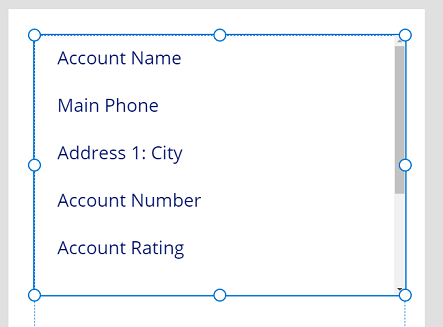 Account Name
Main Phone
Address 1: City
Account Number
Account Rating